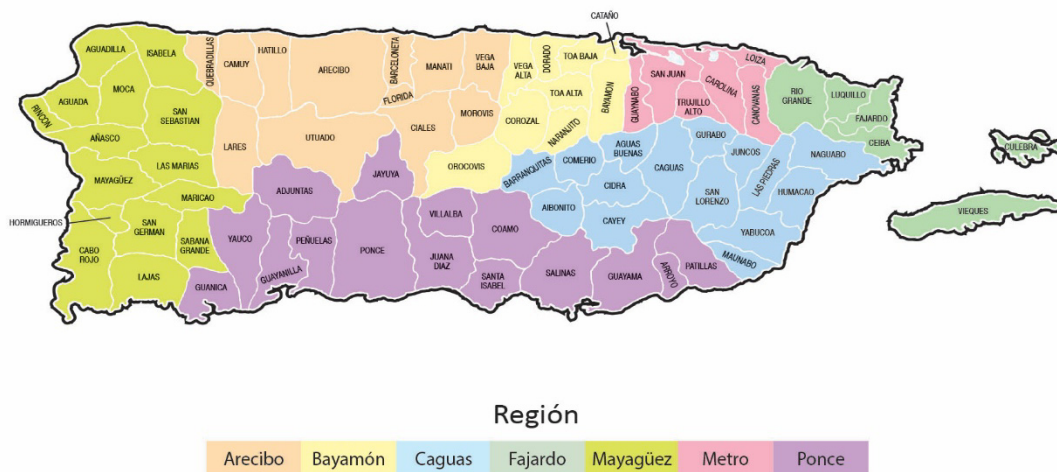 CATAÑO
AGUADILLA
ISABELA
QUEBRADILLAS
CAMUY
HATILLO
ARECIBO
BARCELONETA
MANATI
VEGA BAJA
VEGA ALTA
DORADO
TOA BAJA
BAYAMON
GUAYNABO
SAN JUAN
CAROLINA
LOIZA
TRUJILLO ALTO
CANOVANAS
RIO GRANDE
LUQUILLO
FAJARDO
CEIBA
CULEBRA
VIEQUES
MOCA
AGUADA
RINCON
SAN SEBASTIAN
AÑASCO
LAS MARIAS
MAYAGÜEZ
MARICAO
HORMIGUEROS
SAN GERMAN
SABANA GRANDE
CABO ROJO
LAJAS
LARES
UTUADO
FLORIDA
CIALES
MOROVIS
TOA ALTA
COROZAL
NARANJITO
OROCOVIS
BARRANQUITAS
COMERIO
AGUAS BUENAS
CAGUAS
GURABO
JUNCOS
LAS PIEDRAS
NAGUABO
HUMACAO
CIDRA
SAN LORENZO
AIBONITO
CAYEY
YABUCOA
MAUNABO
ADJUNTAS
JAYUYA
YAUCO
PEÑUELAS
GUAYANILLA
GUANICA
PONCE
VILLALBA
JUANA DIAZ
COAMO
SANTA ISABEL
SALINAS
GUAYAMA
ARROYO
PATILLAS
Región
Arecibo Bayamón Caguas Fajardo Mayagüez Metro Ponce